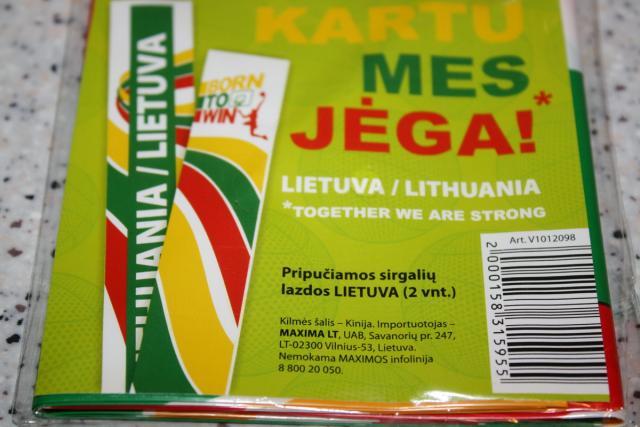 KARTU
MES
JĖGA!*
LIETUVA / LITHUANIA
*TOGETHER WE ARE STRONG
BORN
TO
WIN
LIETUVA
ANIA / LIETUVA
Art. V1012098
2000158315955
Pripučiamos sirgalių
lazdos LIETUVA (2 vnt.)
Kilmės šalis – Kinija. Importuotojas –
MAXIMA LT, UAB, Savanorių pr. 247,
LT-02300 Vilnius-53, Lietuva.
Nemokama MAXIMOS infolinija
8 800 20 050.